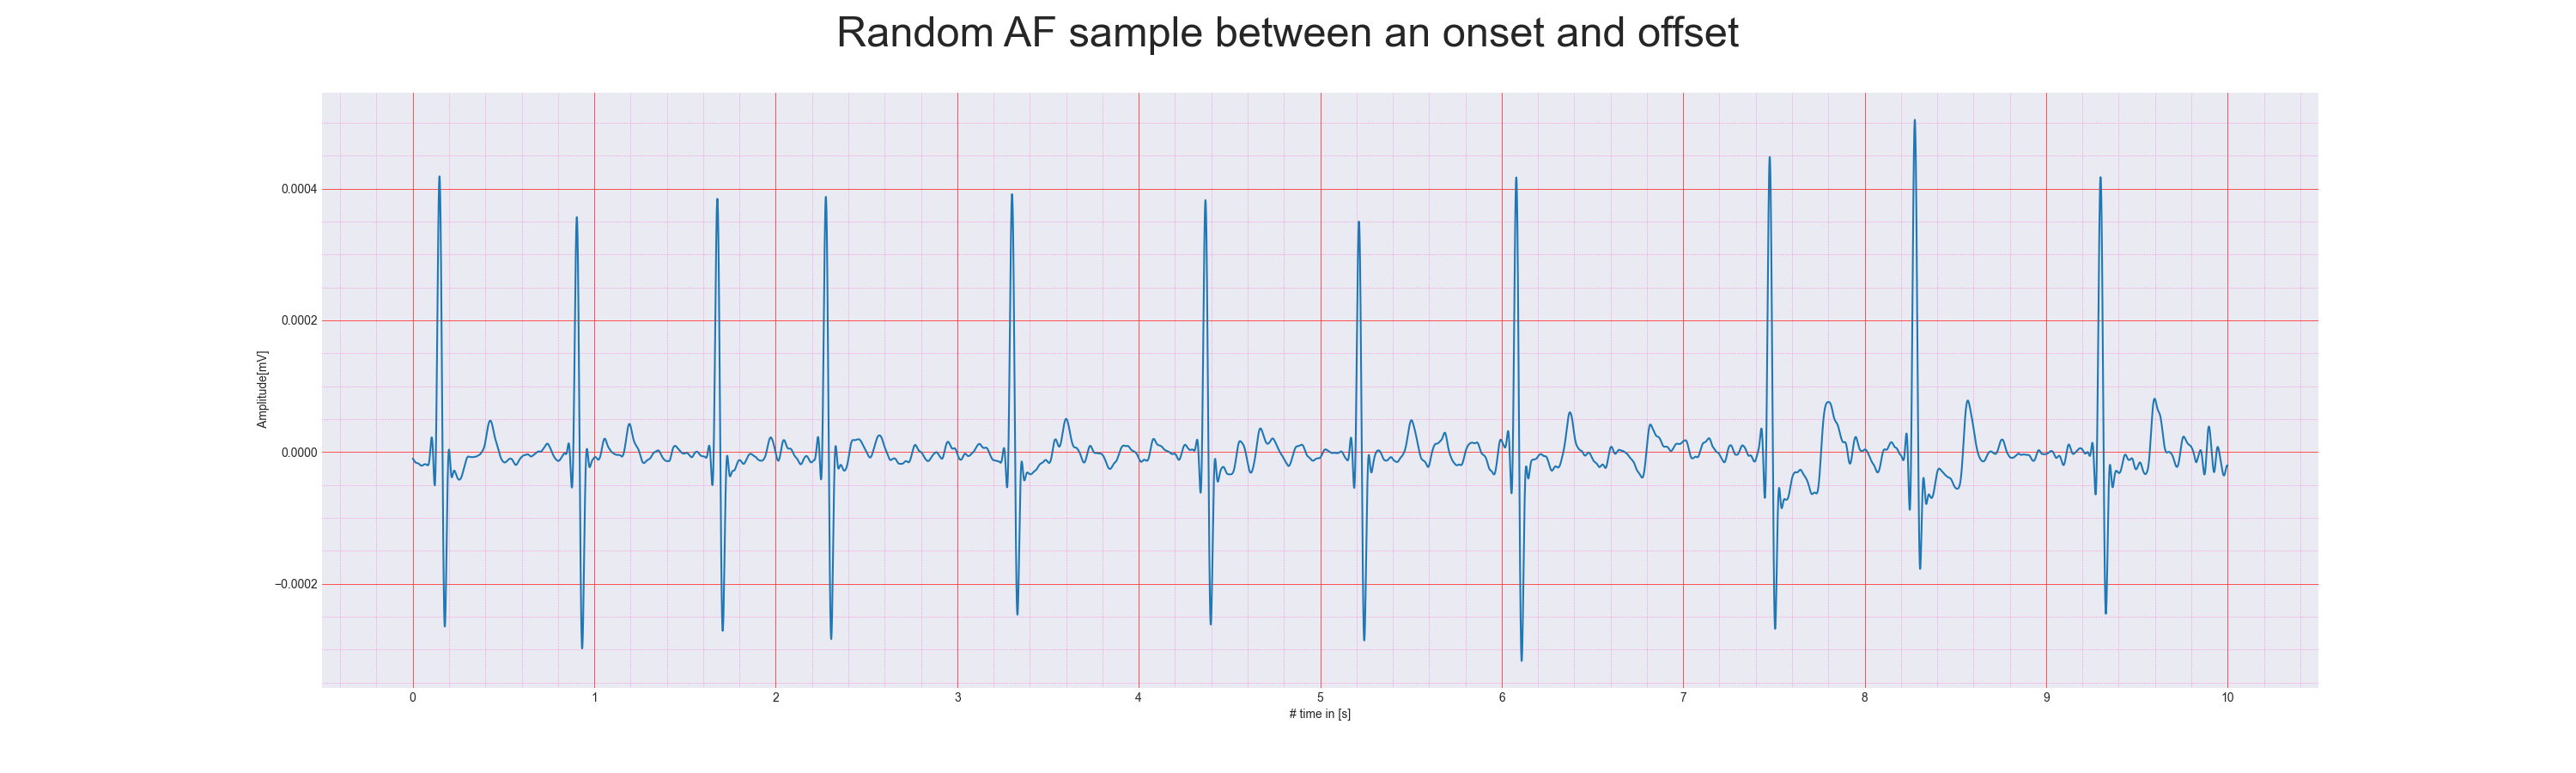 Random AF sample between an onset and offset
0.0004
0.0002
0.0000
−0.0002
Amplitude[mV]
0 1 2 3 4 5 6 7 8 9 10
# time in [s]